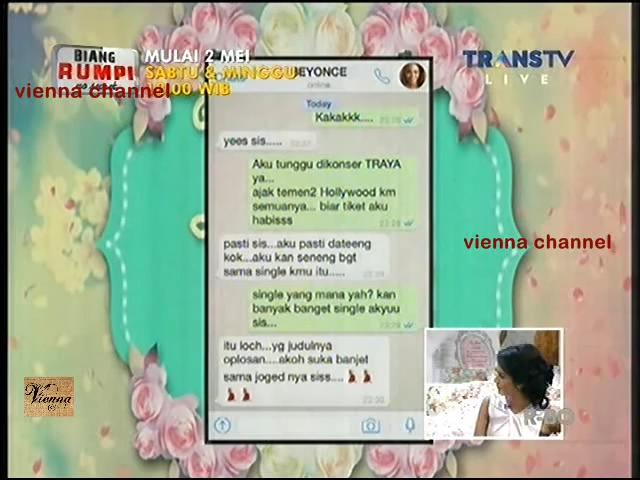 BIANG
RUMPI
MULAI 2 MEI
SABTU & MINGGU
00 WIB
vienna channel
TRANSTV
LIVE
BEYONCE
online
Today
Kakakkk....
yees sis.....
Aku tunggu dikonser TRAYA
ya...
ajak temen2 Hollywood km
semuanya... biar tiket aku
habisss
pasti sis...aku pasti dateeng
kok...aku kan seneng bgt
sama single kmu itu.....
vienna channel
single yang mana yah? kan
banyak banget single akyuu
sis...
itu loch...yg judulnya
oplosan....akoh suka banjet
sama joged nya siss....
Vienna